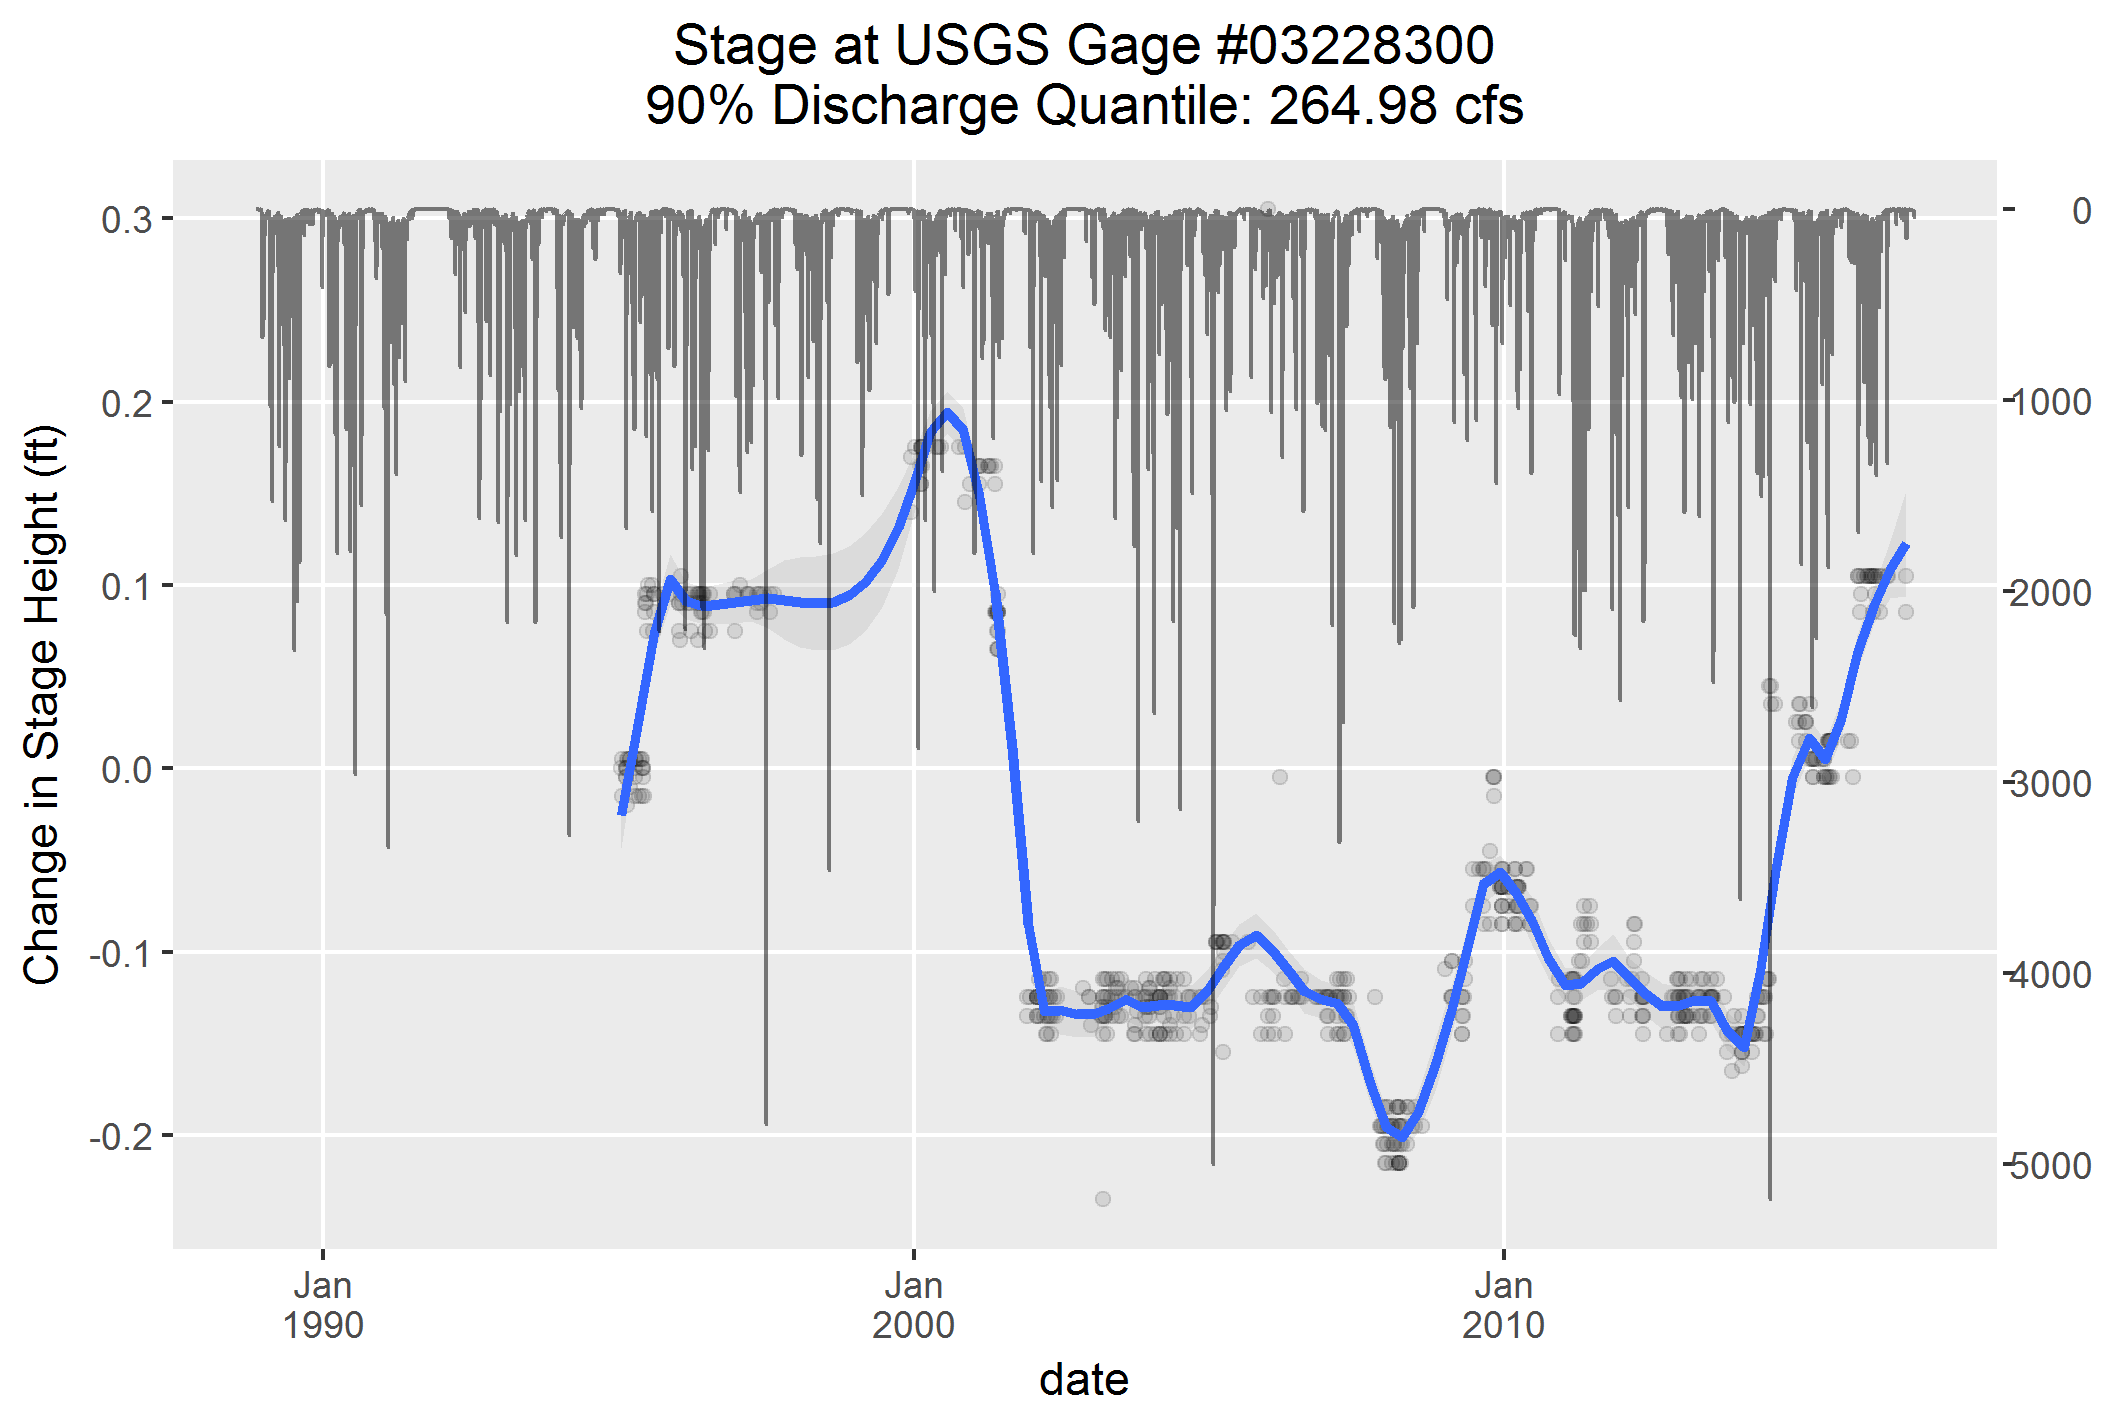 Stage at USGS Gage #03228300
90% Discharge Quantile: 264.98 cfs
Change in Stage Height (ft)
0.3
0.2
0.1
0.0
-0.1
-0.2
0
1000
2000
3000
4000
5000
Jan
1990
Jan
2000
Jan
2010
date